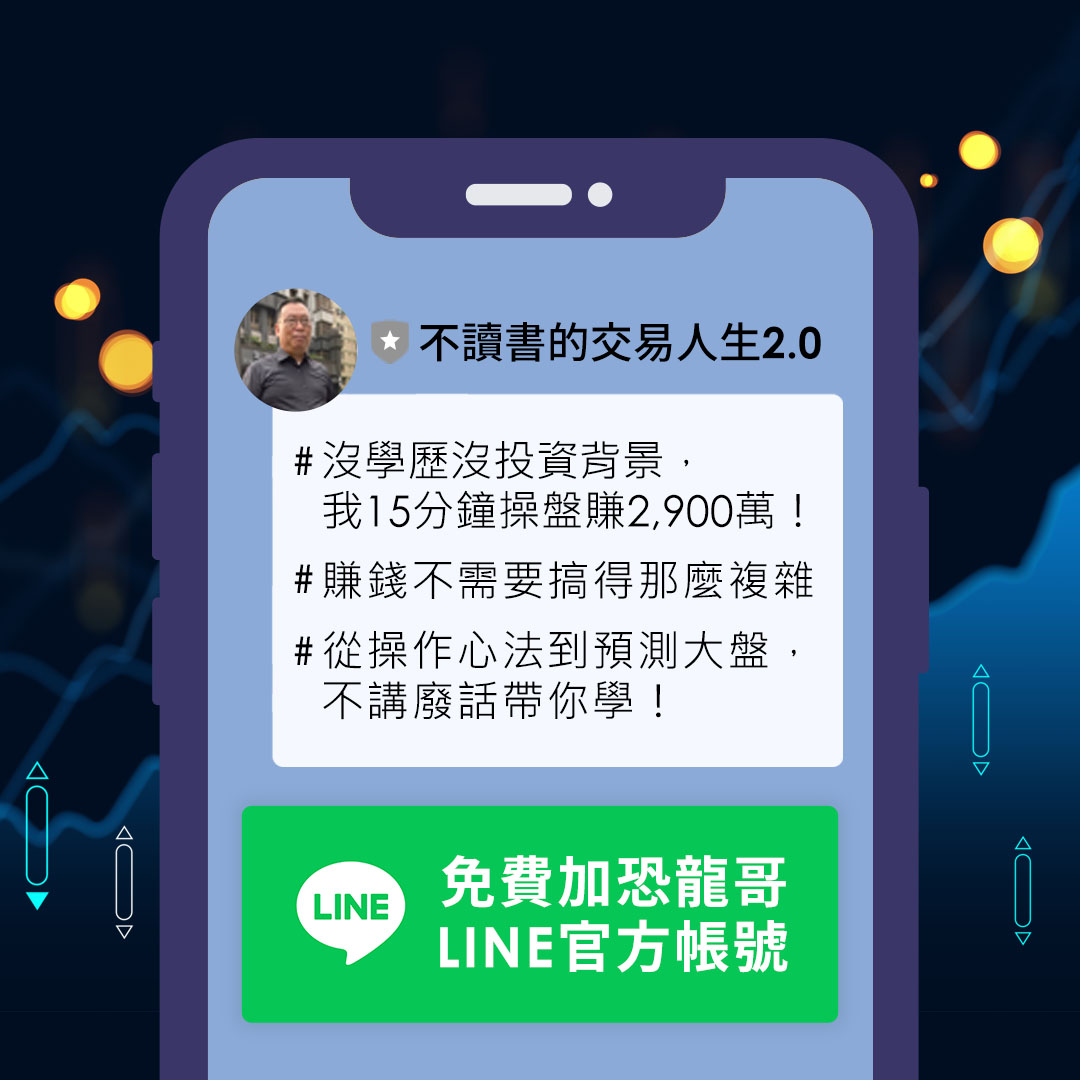 不讀書的交易人生2.0
#沒學歷沒投資背景，
我15分鐘操盤賺2,900萬！
#賺錢不需要搞得那麼複雜
#從操作心法到預測大盤，
不講廢話帶你學！
LINE
免費加恐龍哥
LINE官方帳號